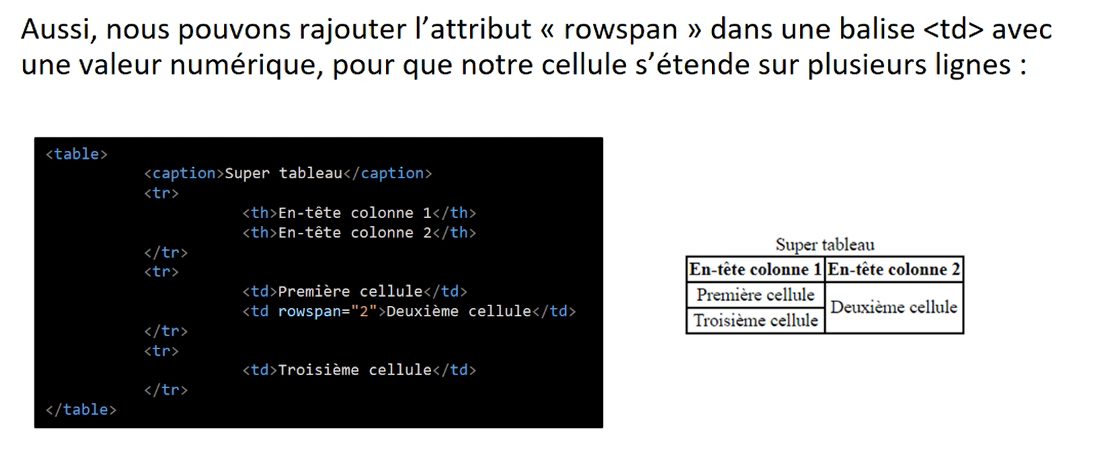 Aussi, nous pouvons rajouter l’attribut « rowspan » dans une balise <td> avec
une valeur numérique, pour que notre cellule s’étende sur plusieurs lignes :
<table>
<caption>Super tableau</caption>
<tr>
<th>En-tête colonne 1</th>
<th>En-tête colonne 2</th>
</tr>
<tr>
<td>Première cellule</td>
<td rowspan="2">Deuxième cellule</td>
</tr>
<tr>
<td>Troisième cellule</td>
</tr>
</table>
Super tableau
En-tête colonne 1 En-tête colonne 2
Première cellule
Deuxième cellule
Troisième cellule